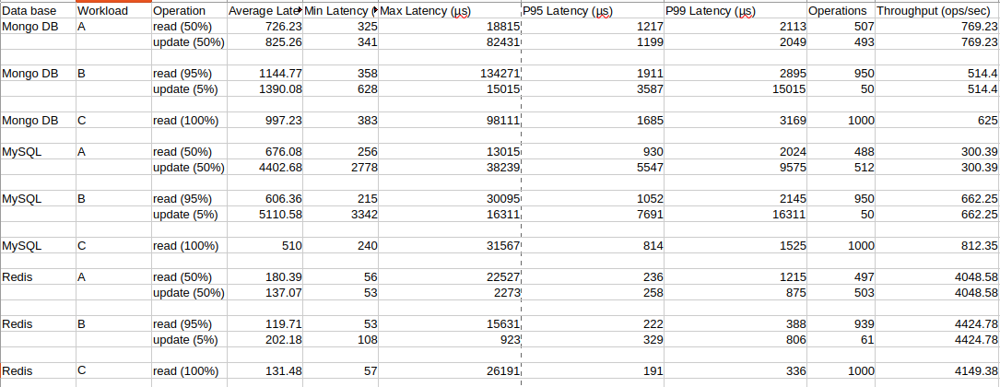 Data base Workload Operation Average Late Min Latency ( Max Latency (µs) P95 Latency (µs) P99 Latency (µs) Operations Throughput (ops/sec)
Mongo DB A read (50%) 726.23 325 18815 1217 2113 507 769.23
update (50%) 825.26 341 82431 1199 2049 493 769.23
Mongo DB B read (95%) 1144.77 358 134271 1911 2895 950 514.4
update (5%) 1390.08 628 15015 3587 15015 50 514.4
Mongo DB C read (100%) 997.23 383 98111 1685 3169 1000 625
MySQL A read (50%) 676.08 256 13015 930 2024 488 300.39
update (50%) 4402.68 2778 38239 5547 9575 512 300.39
MySQL B read (95%) 606.36 215 30095 1052 2145 950 662.25
update (5%) 5110.58 3342 16311 7691 16311 50 662.25
MySQL C read (100%) 510 240 31567 814 1525 1000 812.35
Redis A read (50%) 180.39 56 22527 236 1215 497 4048.58
update (50%) 137.07 53 2273 258 875 503 4048.58
Redis B read (95%) 119.71 53 15631 222 388 939 4424.78
update (5%) 202.18 108 923 329 806 61 4424.78
Redis C read (100%) 131.48 57 26191 191 336 1000 4149.38